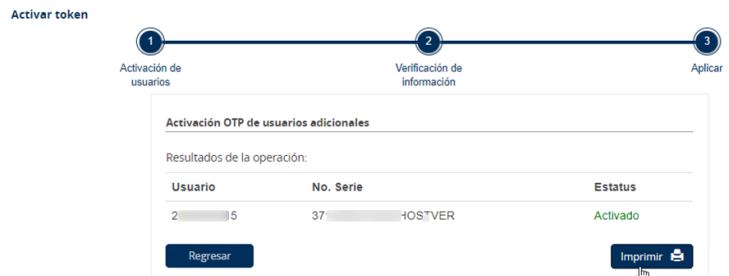 Activar token
1 2 3
Activación de usuarios
Verificación de información
Aplicar
Activación OTP de usuarios adicionales
Resultados de la operación:
Usuario No. Serie Estatus
Activado
Regresar Imprimir